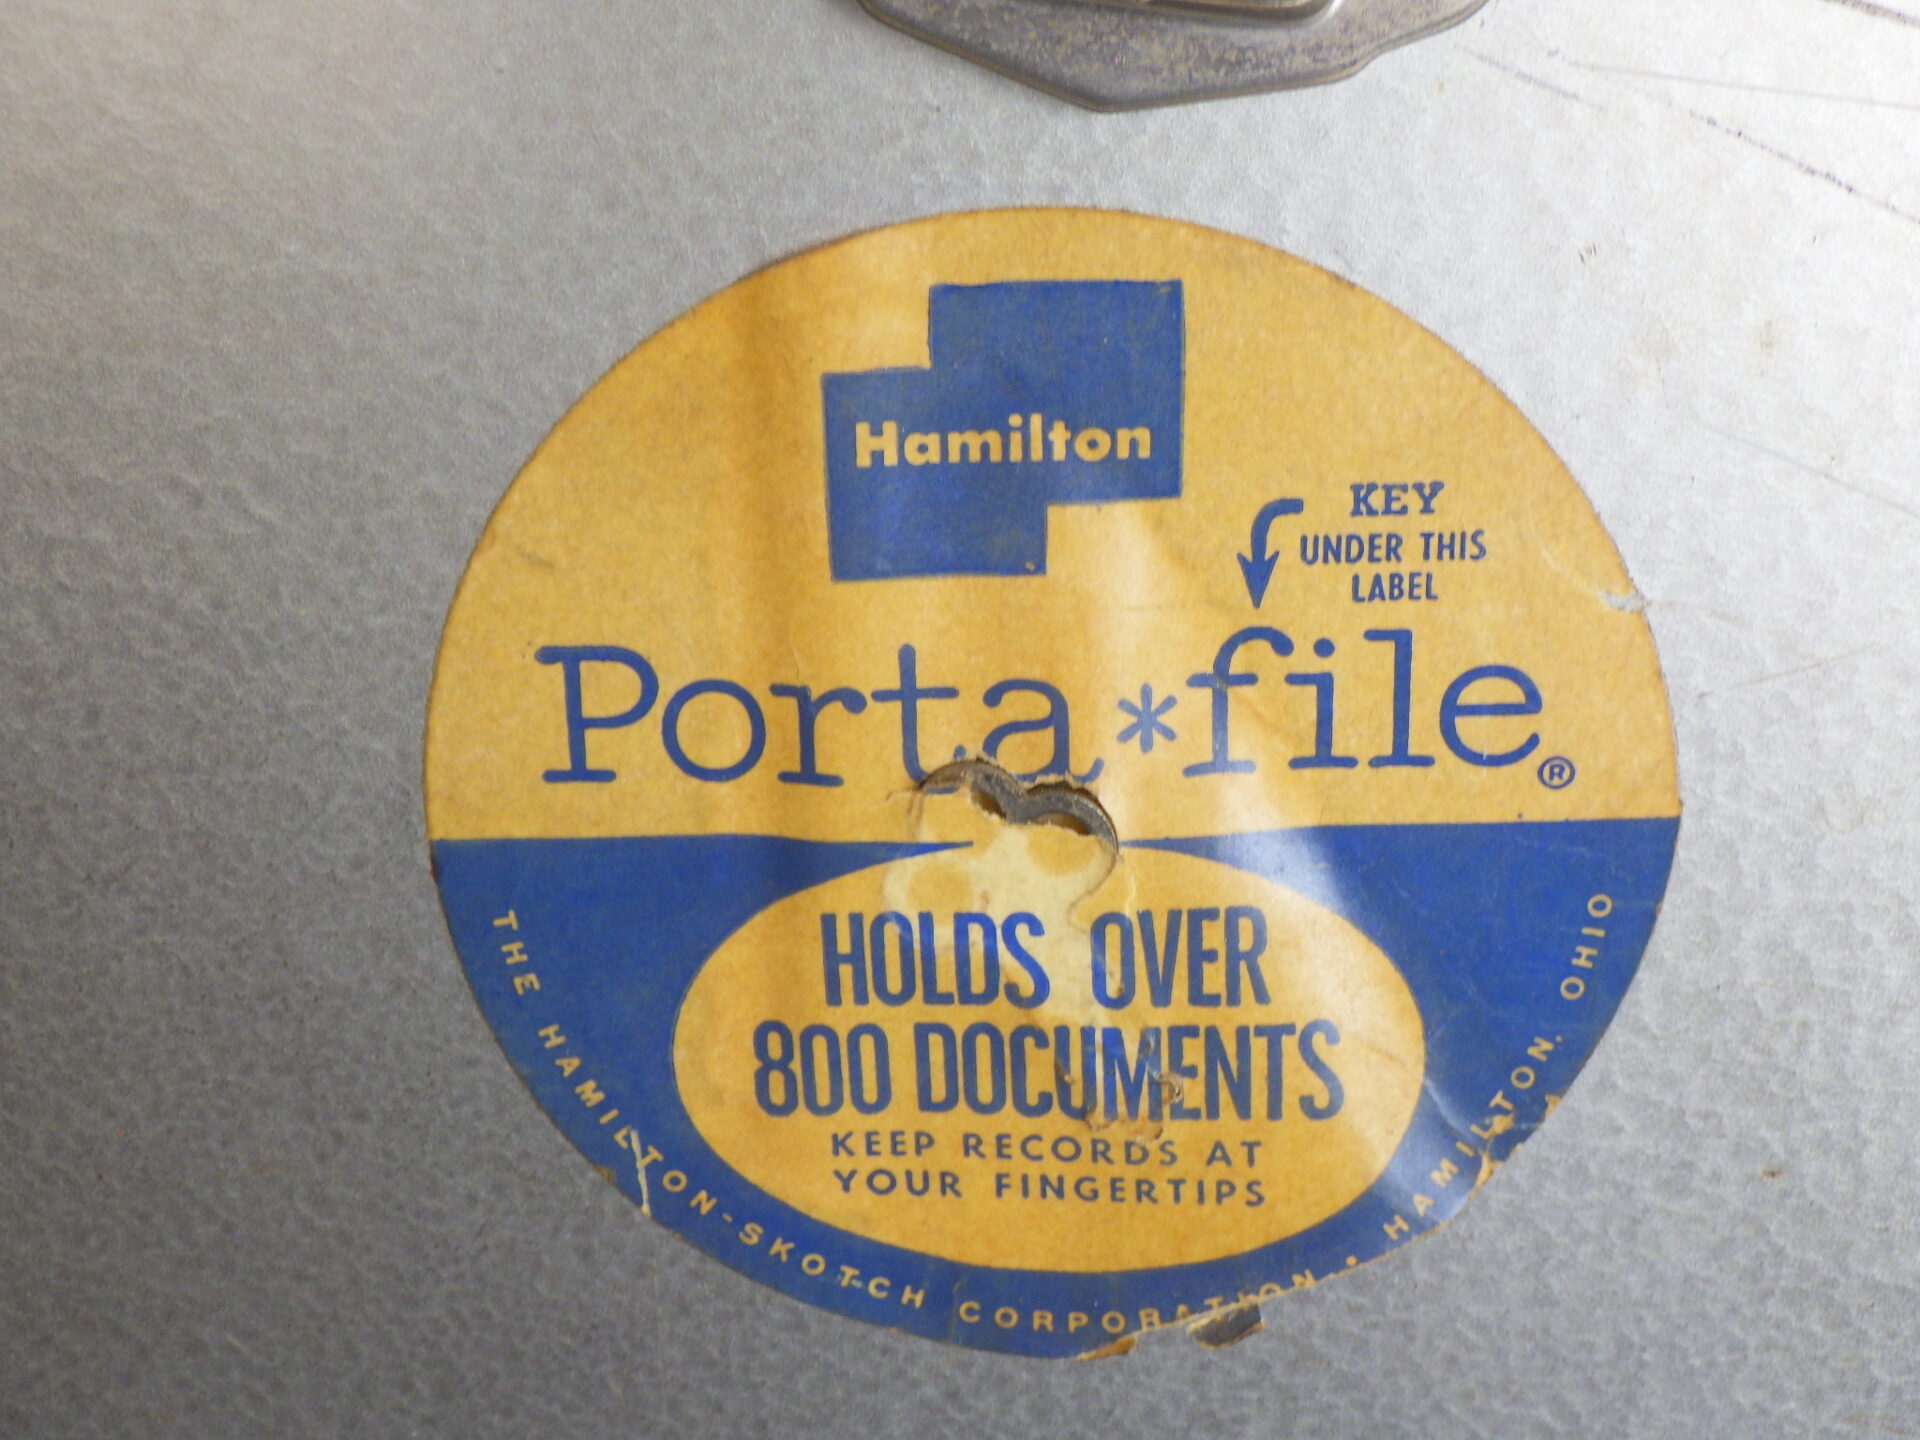 Hamilton
KEY
UNDER THIS
LABEL
Porta*file®
HOLDS OVER
800 DOCUMENTS
KEEP RECORDS AT
YOUR FINGERTIPS
THE HAMILTON-SKOTCH CORPORATION • HAMILTON, OHIO